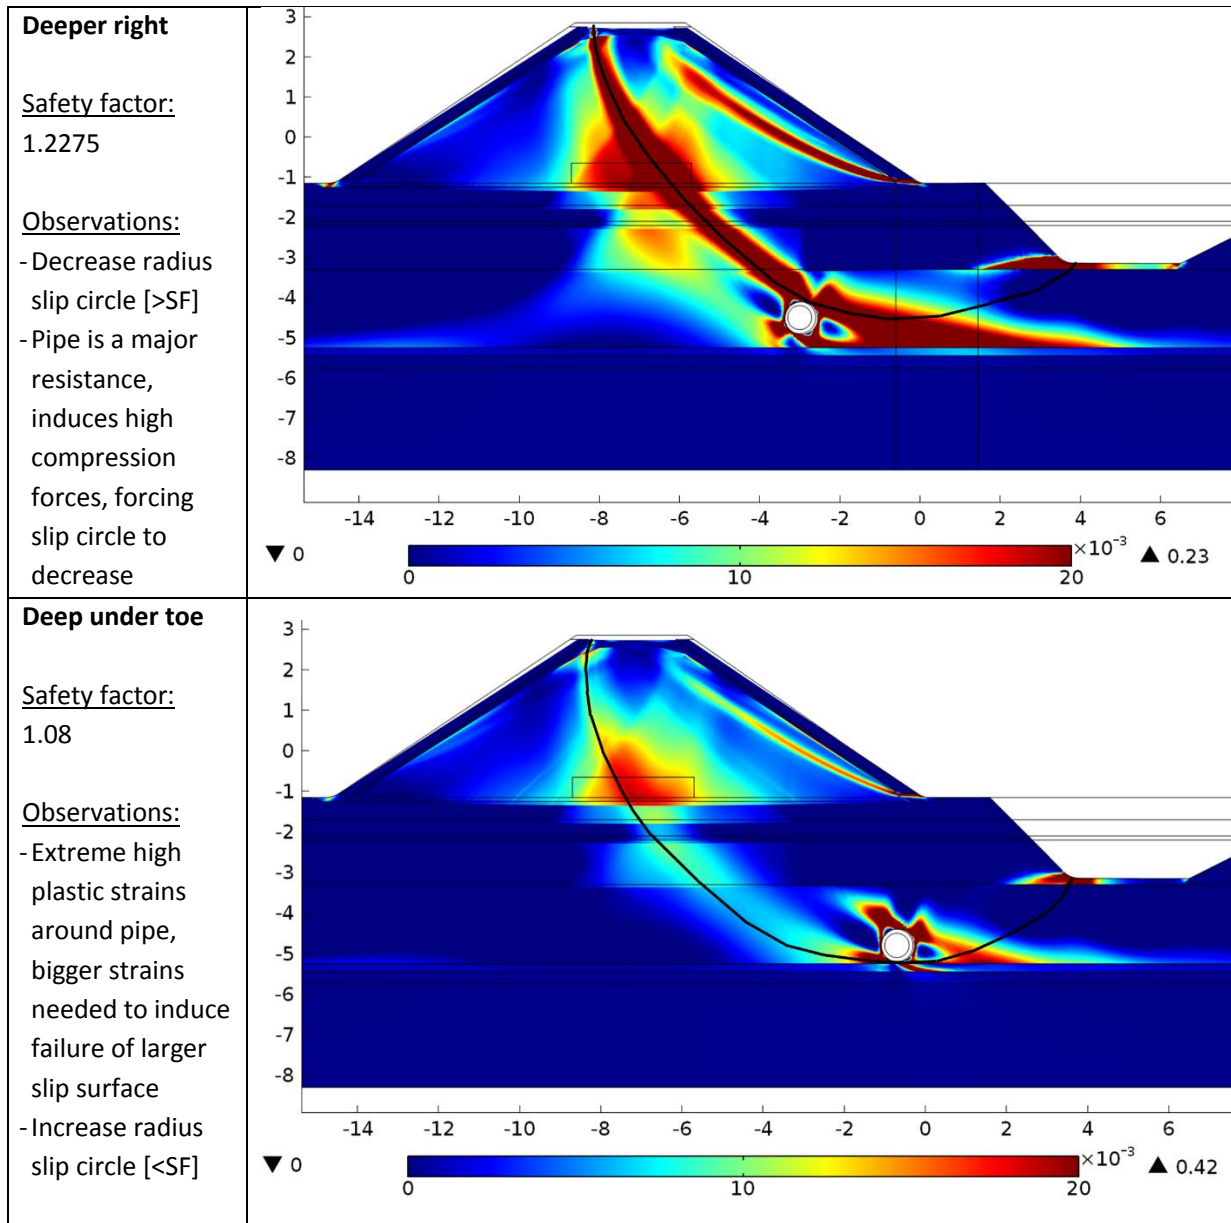 Deeper right
Safety factor:
1.2275
Observations:
- Decrease radius
slip circle [>SF]
- Pipe is a major
resistance,
induces high
compression
forces, forcing
slip circle to
decrease
3
2
1
0
-1
-2
-3
-4
-5
-6
-7
-8
-14 -12 -10 -8 -6 -4 -2 0 2 4 6
▼ 0 ×10⁻³ ▲ 0.23
0 10 20
Deep under toe
Safety factor:
1.08
Observations:
- Extreme high
plastic strains
around pipe,
bigger strains
needed to induce
failure of larger
slip surface
- Increase radius
slip circle [<SF]
3
2
1
0
-1
-2
-3
-4
-5
-6
-7
-8
-14 -12 -10 -8 -6 -4 -2 0 2 4 6
▼ 0 ×10⁻³ ▲ 0.42
0 10 20